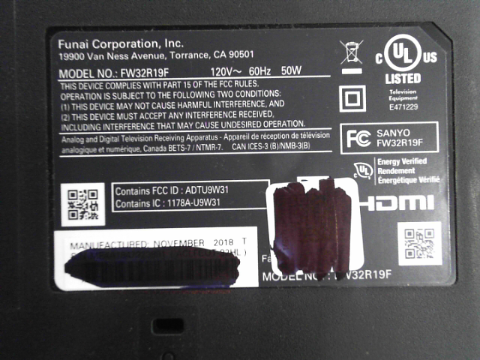 Funai Corporation, Inc.
19900 Van Ness Avenue, Torrance, CA 90501
MODEL NO.: FW32R19F 120V~ 60Hz 50W
THIS DEVICE COMPLIES WITH PART 15 OF THE FCC RULES.
OPERATION IS SUBJECT TO THE FOLLOWING TWO CONDITIONS:
(1) THIS DEVICE MAY NOT CAUSE HARMFUL INTERFERENCE, AND
(2) THIS DEVICE MUST ACCEPT ANY INTERFERENCE RECEIVED,
INCLUDING INTERFERENCE THAT MAY CAUSE UNDESIRED OPERATION.
Analog and Digital Television Receiving Apparatus - Appareil de réception de télévision
analogique et numérique, Canada BETS-7 / NTMR-7. CAN ICES-3 (B)/NMB-3(B)
C UL US
LISTED
Television
Equipment
E471229
FC SANYO
FW32R19F
Energy Verified
Rendement
Énergétique Vérifié
Contains FCC ID : ADTU9W31
Contains IC : 1178A-U9W31
HDMI
MANUFACTURED, NOVEMBER 2018 T
MODEL NO.: FW32R19F